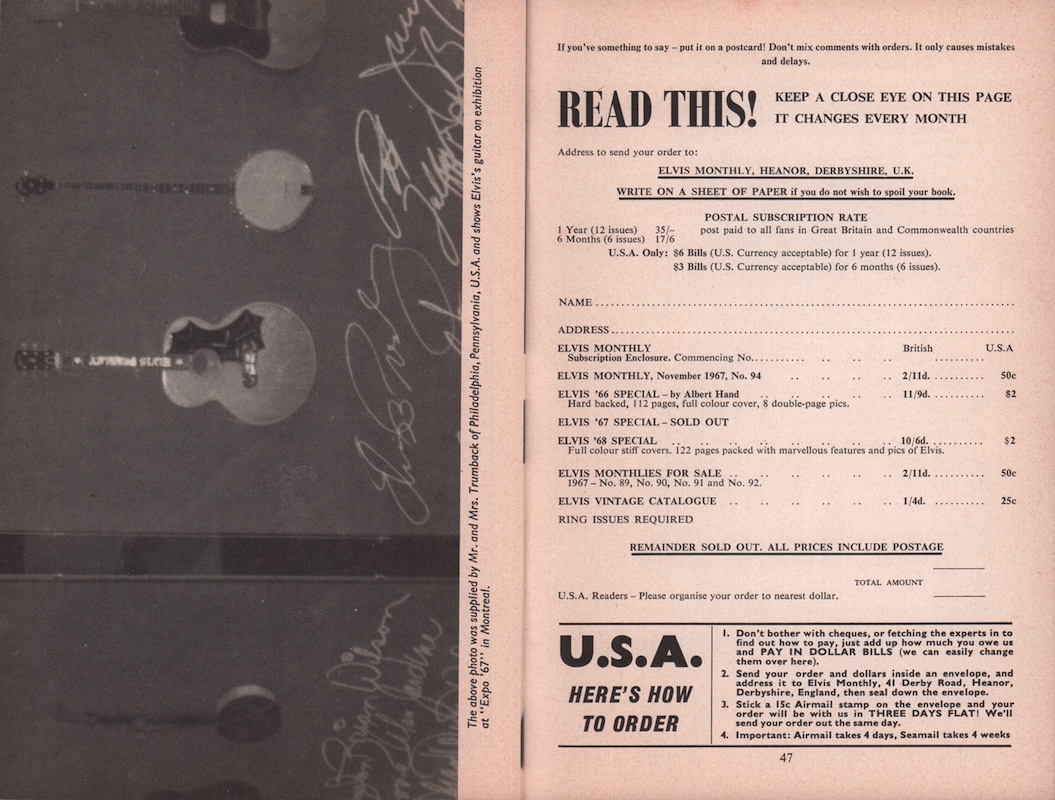 The above photo was supplied by Mr. and Mrs. Trumback of Philadelphia, Pennsylvania, U.S.A. and shows Elvis's guitar on exhibition
at "Expo '67" in Montreal.
ELVIS PRESLEY
If you've something to say – put it on a postcard! Don't mix comments with orders. It only causes mistakes
and delays.
READ THIS!
KEEP A CLOSE EYE ON THIS PAGE
IT CHANGES EVERY MONTH
Address to send your order to:
ELVIS MONTHLY, HEANOR, DERBYSHIRE, U.K.
WRITE ON A SHEET OF PAPER if you do not wish to spoil your book.
POSTAL SUBSCRIPTION RATE
1 Year (12 issues) 35/– post paid to all fans in Great Britain and Commonwealth countries
6 Months (6 issues) 17/6
U.S.A. Only: $6 Bills (U.S. Currency acceptable) for 1 year (12 issues).
$3 Bills (U.S. Currency acceptable) for 6 months (6 issues).
NAME ............................................................
ADDRESS............................................................
ELVIS MONTHLY British U.S.A
Subscription Enclosure. Commencing No........... .. .. .. ...........
ELVIS MONTHLY, November 1967, No. 94 .. .. .. .. 2/11d. .......... 50c
ELVIS '66 SPECIAL – by Albert Hand .. .. .. .. .. 11/9d. .......... $2
Hard backed, 112 pages, full colour cover, 8 double-page pics.
ELVIS '67 SPECIAL – SOLD OUT
ELVIS '68 SPECIAL .. .. .. .. .. .. .. .. 10/6d. .......... $2
Full colour stiff covers. 122 pages packed with marvellous features and pics of Elvis.
ELVIS MONTHLIES FOR SALE .. .. .. .. .. .. 2/11d. .......... 50c
1967 – No. 89, No. 90, No. 91 and No. 92.
ELVIS VINTAGE CATALOGUE .. .. .. .. .. .. 1/4d. .......... 25c
RING ISSUES REQUIRED
REMAINDER SOLD OUT. ALL PRICES INCLUDE POSTAGE
TOTAL AMOUNT
U.S.A. Readers – Please organise your order to nearest dollar.
U.S.A.
HERE'S HOW
TO ORDER
1. Don't bother with cheques, or fetching the experts in to
find out how to pay, just add up how much you owe us
and PAY IN DOLLAR BILLS (we can easily change
them over here).
2. Send your order and dollars inside an envelope, and
address it to Elvis Monthly, 41 Derby Road, Heanor,
Derbyshire, England, then seal down the envelope.
3. Stick a 15c Airmail stamp on the envelope and your
order will be with us in THREE DAYS FLAT! We'll
send your order out the same day.
4. Important: Airmail takes 4 days, Seamail takes 4 weeks
47